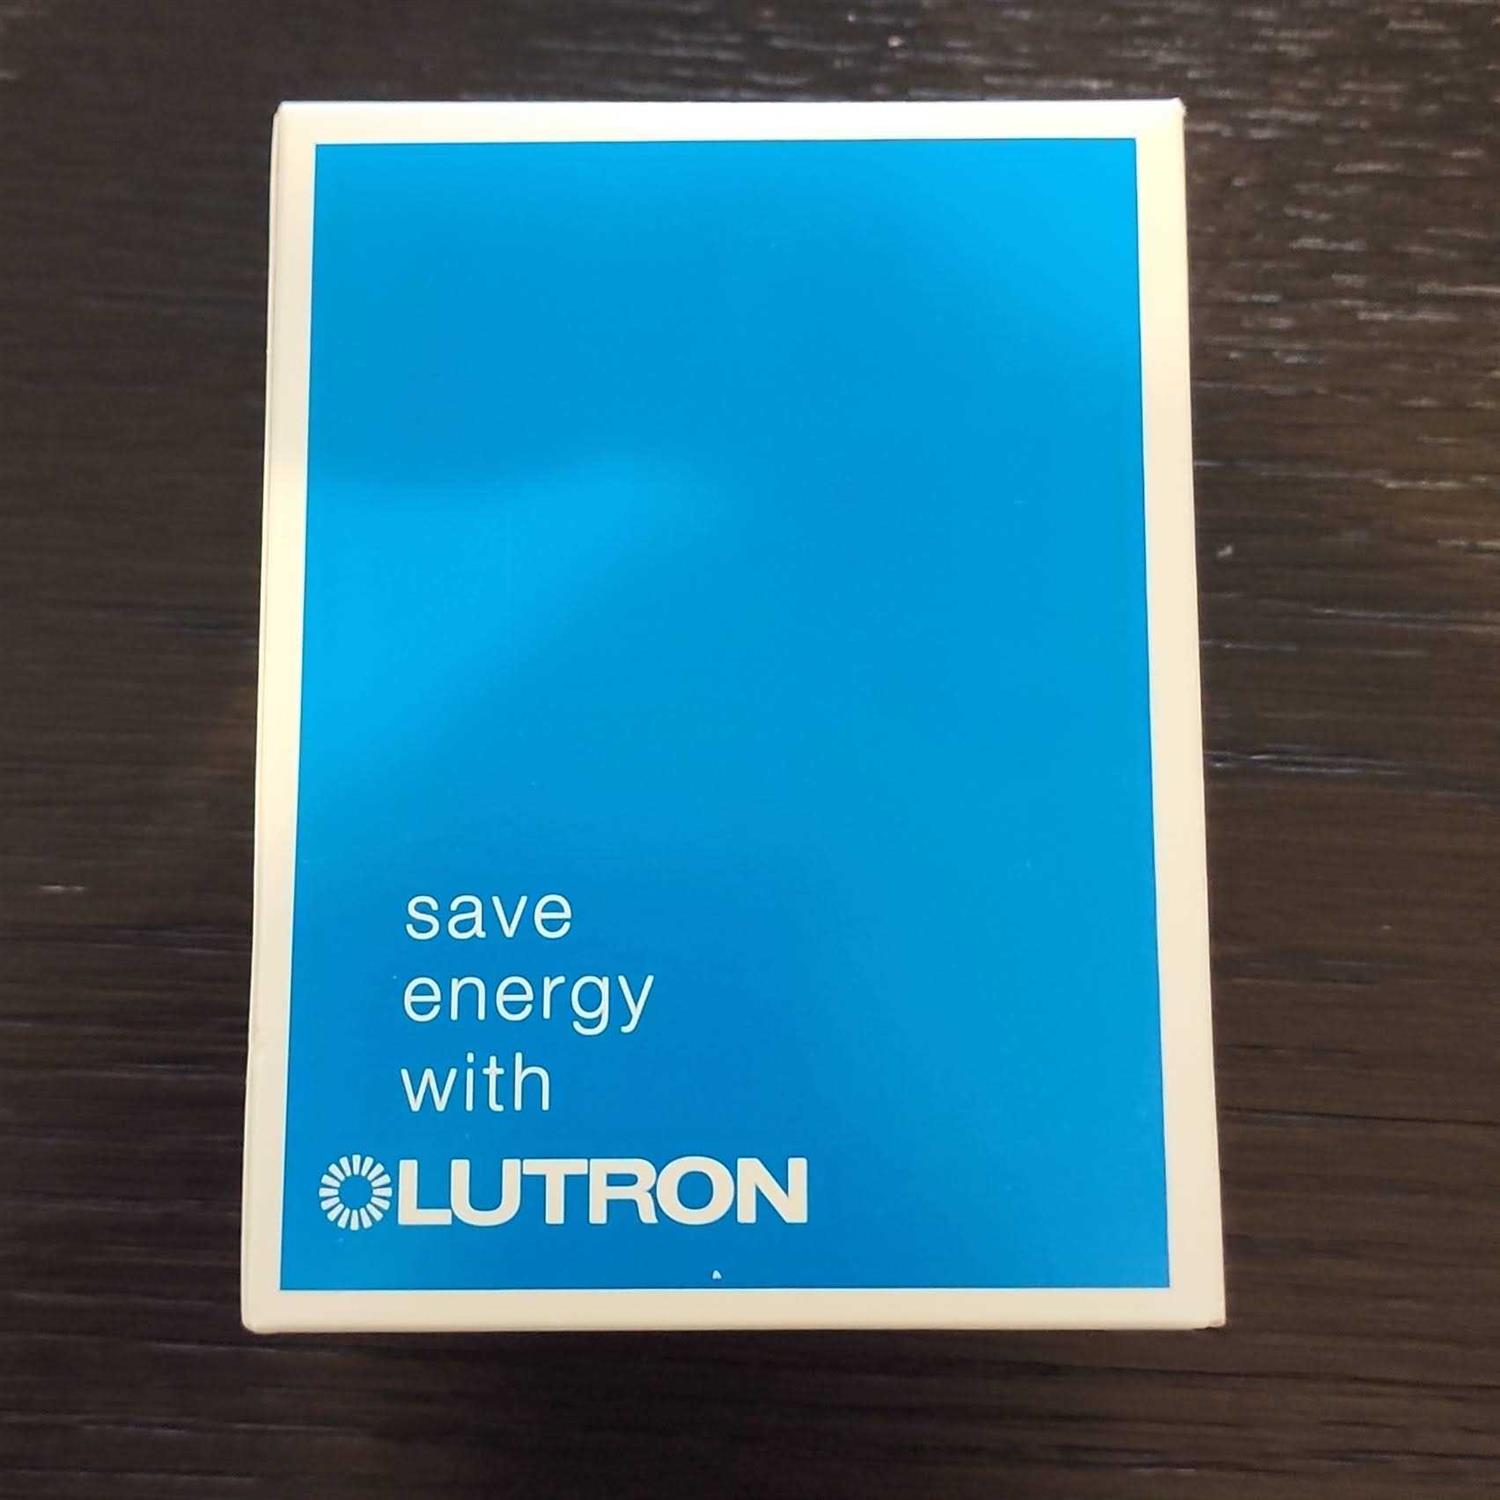 save
energy
with
LUTRON